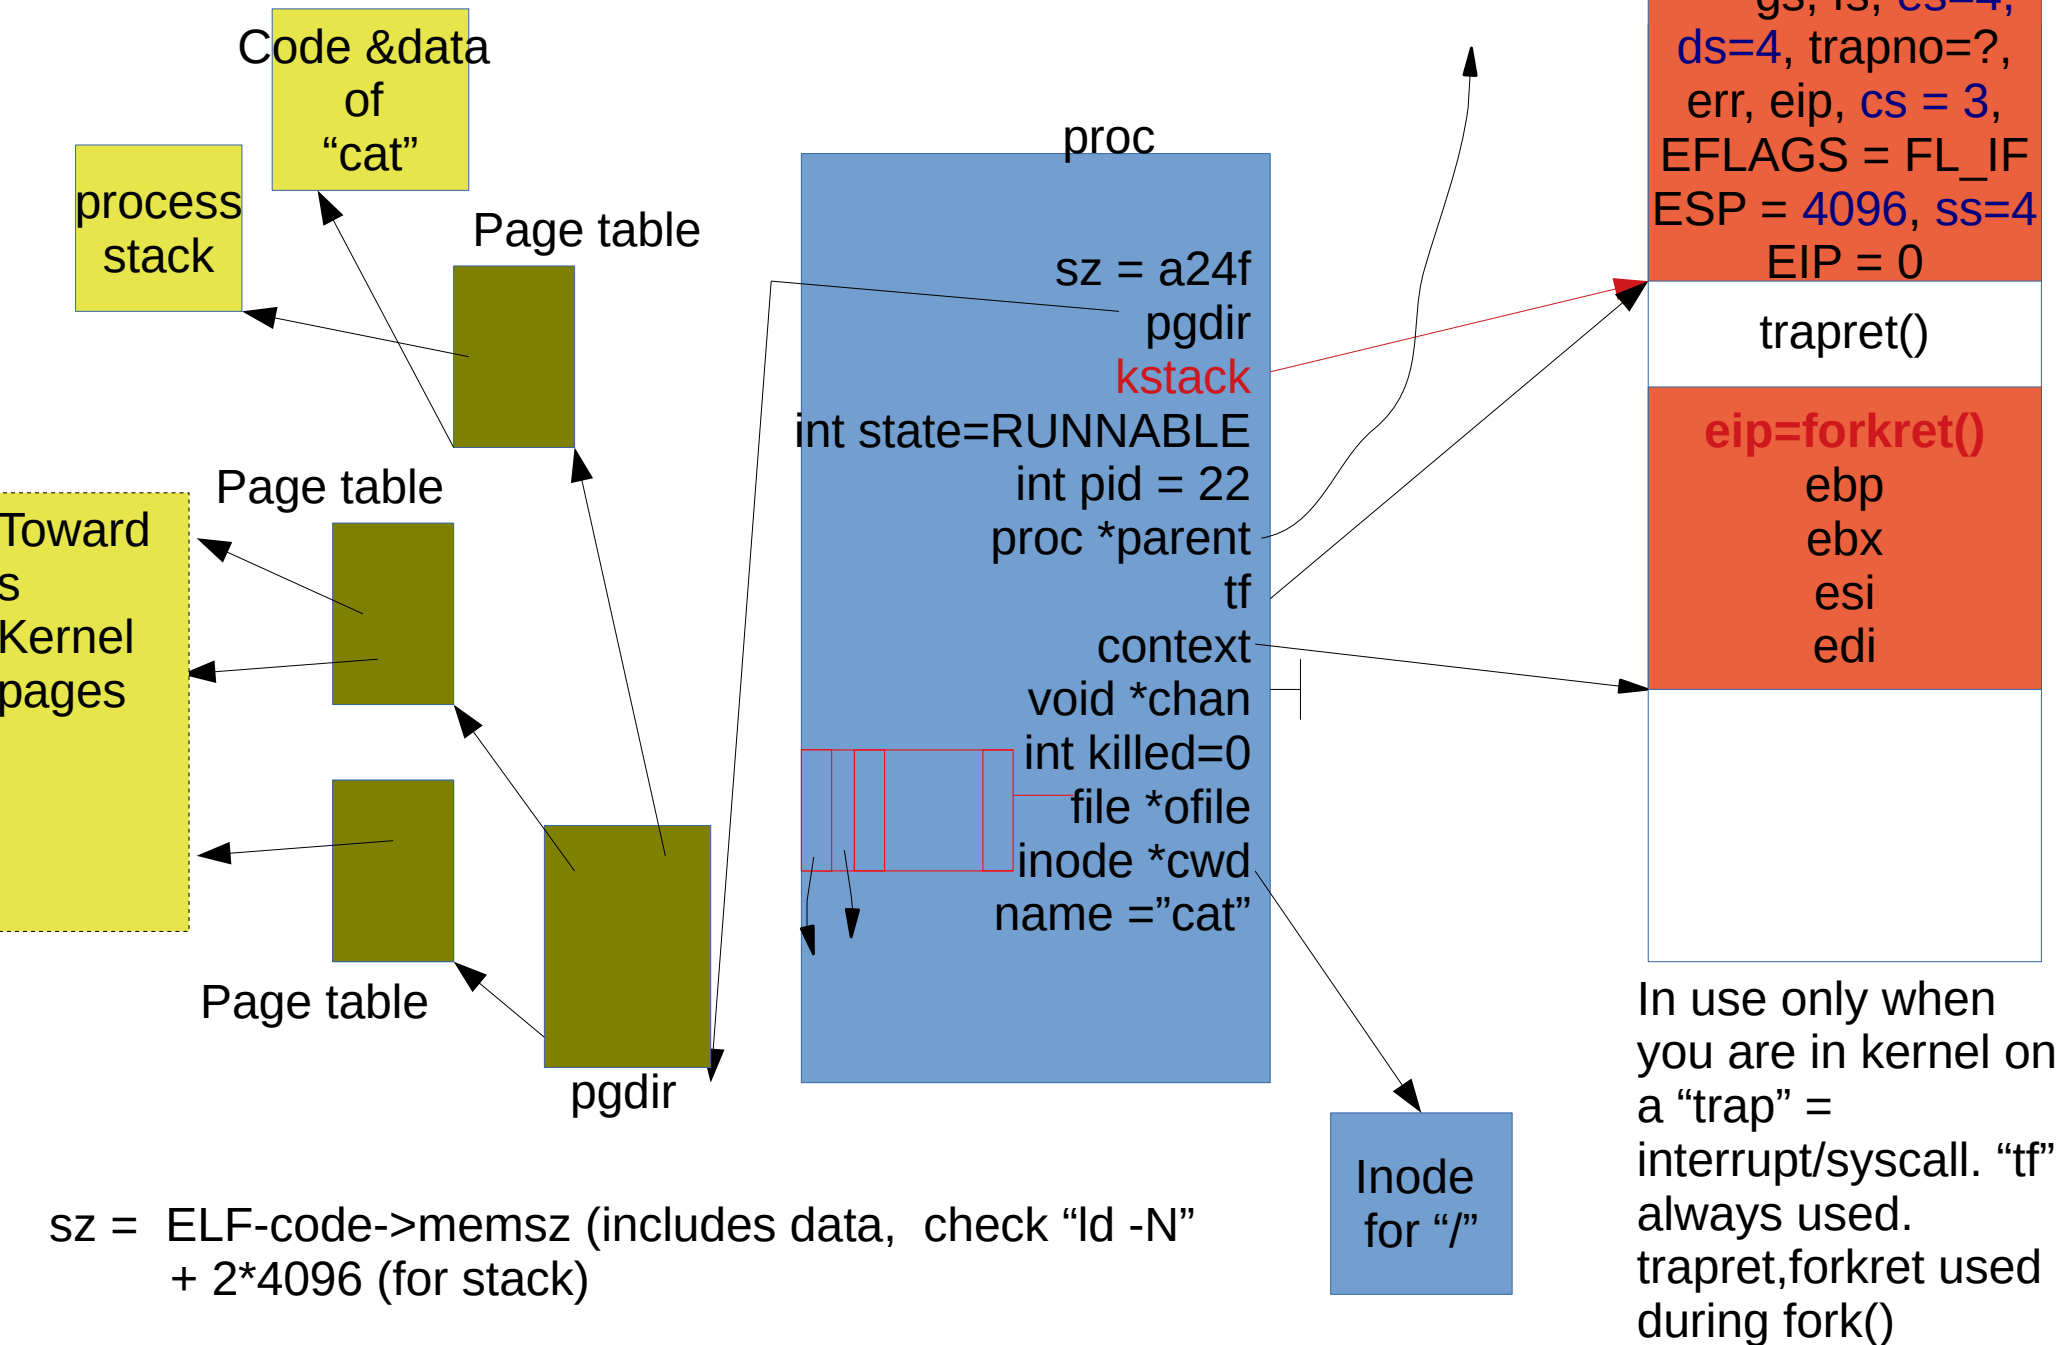 Code &data
of
“cat”
process
stack
Page table
Page table
Toward
s
Kernel
pages
Page table
pgdir
proc
sz = a24f
pgdir
kstack
int state=RUNNABLE
int pid = 22
proc *parent
tf
context
void *chan
int killed=0
file *ofile
inode *cwd
name =”cat”
gs, fs, es=4,
ds=4, trapno=?,
err, eip, cs = 3,
EFLAGS = FL_IF
ESP = 4096, ss=4
EIP = 0
trapret()
eip=forkret()
ebp
ebx
esi
edi
In use only when
you are in kernel on
a “trap” =
interrupt/syscall. “tf”
always used.
trapret,forkret used
during fork()
Inode
for “/”
sz =  ELF-code->memsz (includes data,  check “ld -N”
+ 2*4096 (for stack)